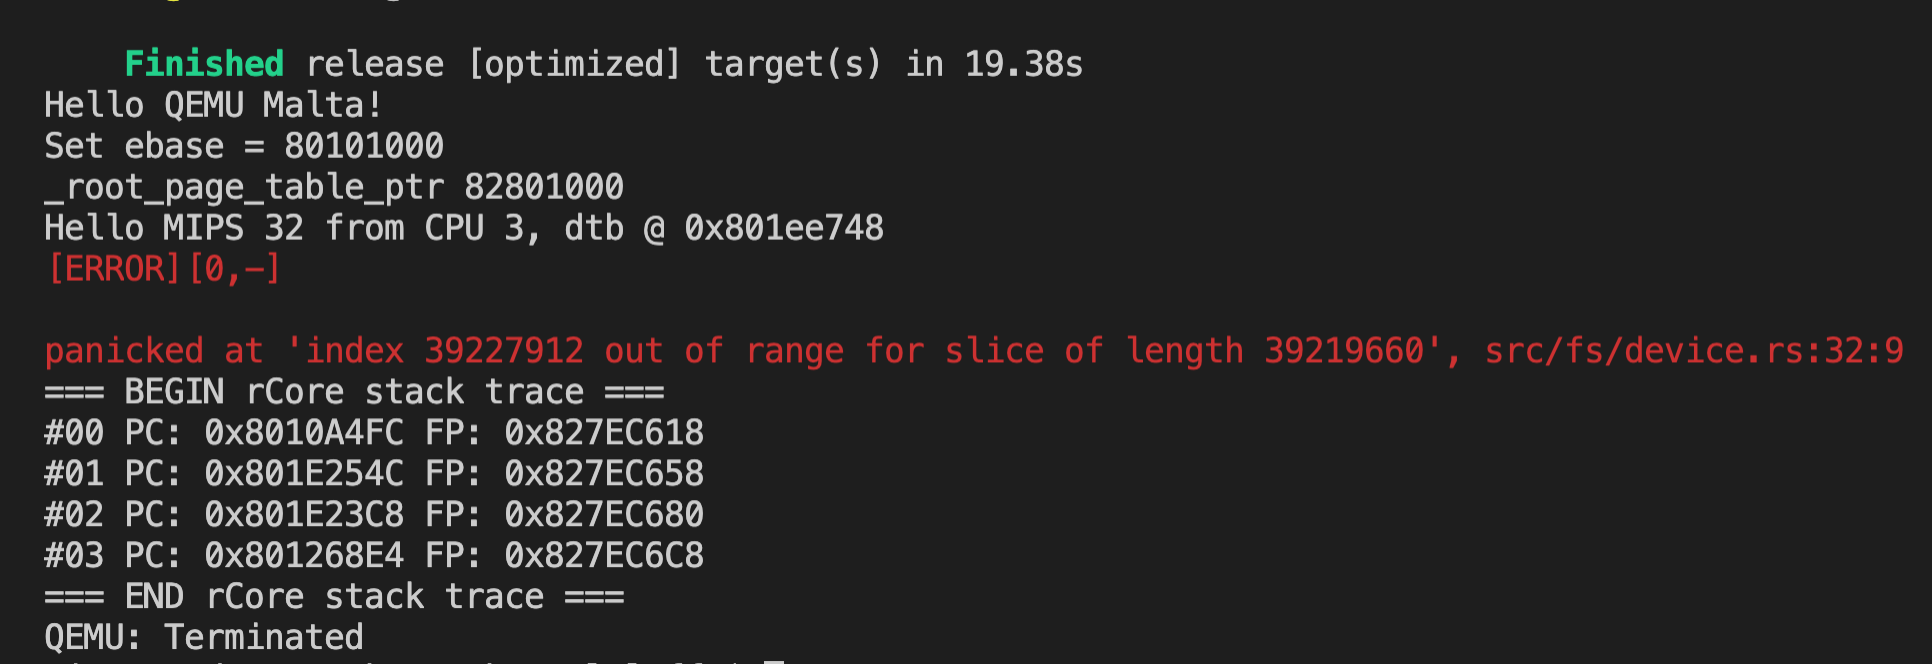 Finished release [optimized] target(s) in 19.38s
Hello QEMU Malta!
Set ebase = 80101000
_root_page_table_ptr 82801000
Hello MIPS 32 from CPU 3, dtb @ 0x801ee748
[ERROR][0,-]
panicked at 'index 39227912 out of range for slice of length 39219660', src/fs/device.rs:32:9
=== BEGIN rCore stack trace ===
#00 PC: 0x8010A4FC FP: 0x827EC618
#01 PC: 0x801E254C FP: 0x827EC658
#02 PC: 0x801E23C8 FP: 0x827EC680
#03 PC: 0x801268E4 FP: 0x827EC6C8
=== END rCore stack trace ===
QEMU: Terminated